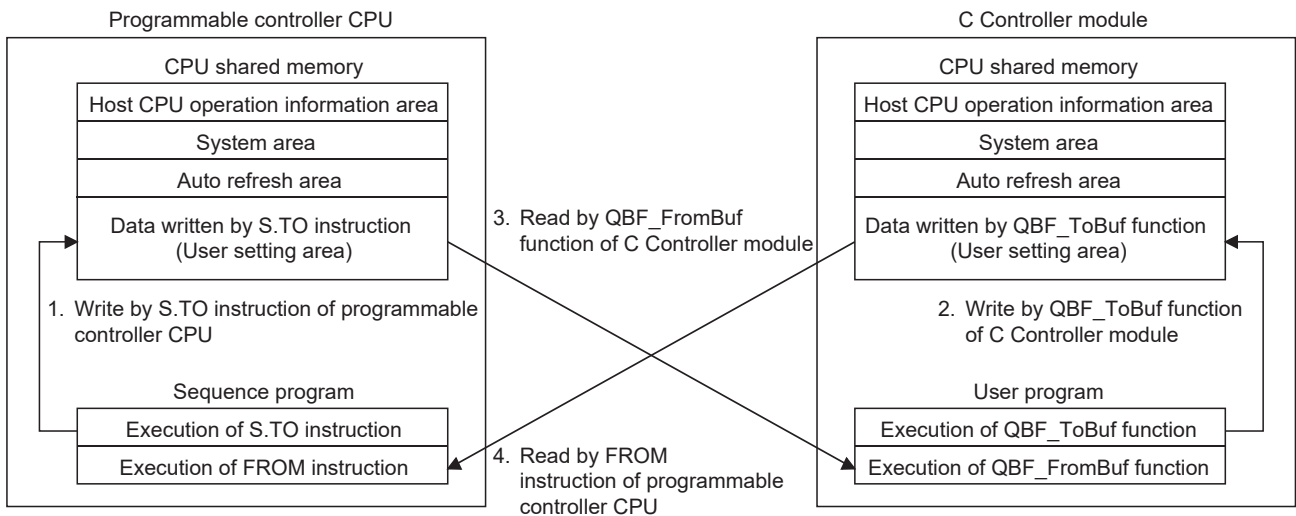 Programmable controller CPU
CPU shared memory
Host CPU operation information area
System area
Auto refresh area
Data written by S.TO instruction
(User setting area)
1. Write by S.TO instruction of programmable
controller CPU
Sequence program
Execution of S.TO instruction
Execution of FROM instruction
3. Read by QBF_FromBuf
function of C Controller module
4. Read by FROM
instruction of programmable
controller CPU
C Controller module
CPU shared memory
Host CPU operation information area
System area
Auto refresh area
Data written by QBF_ToBuf function
(User setting area)
2. Write by QBF_ToBuf function
of C Controller module
User program
Execution of QBF_ToBuf function
Execution of QBF_FromBuf function